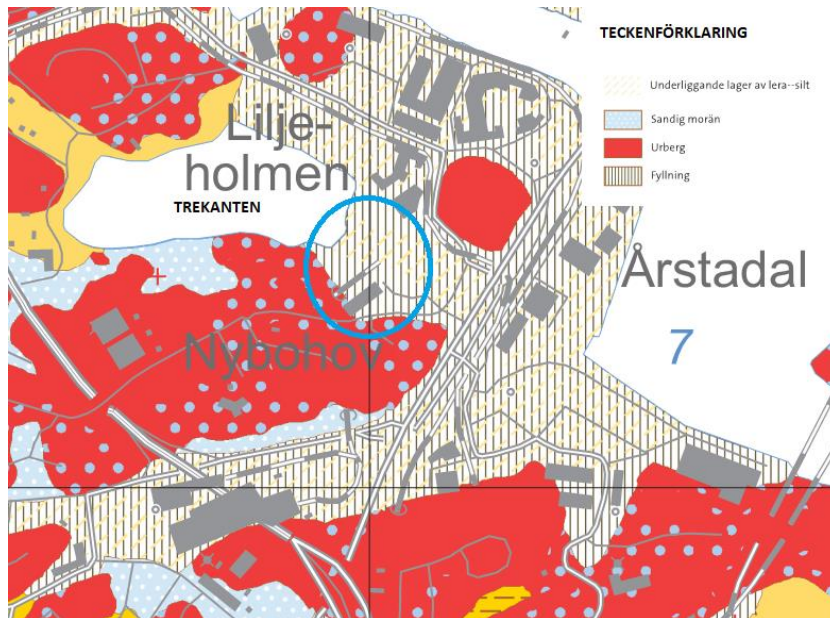 TECKENFÖRKLARING
Underliggande lager av lera--silt
Sandig morän
Urberg
Fyllning
Lilje-
holmen
TREKANTEN
Årstadal
7
Nybohov